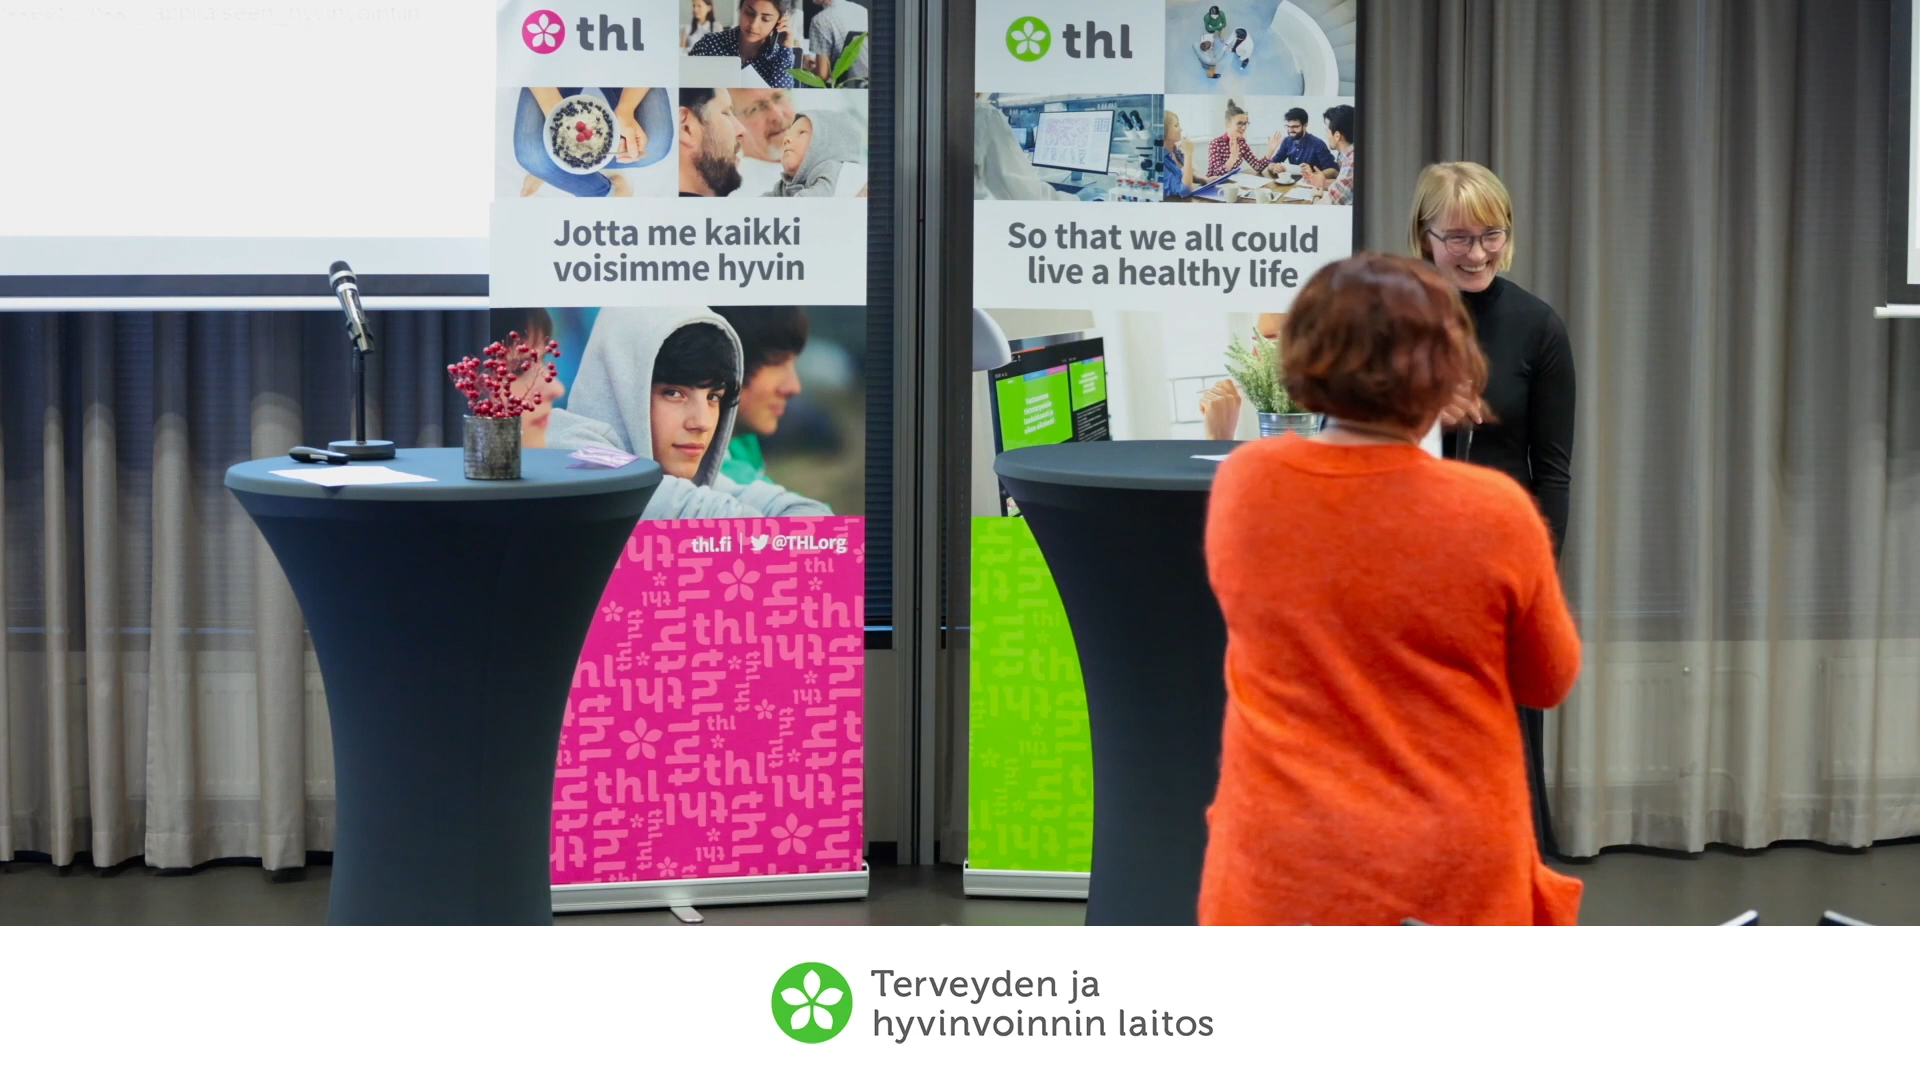 thl
Jotta me kaikki
voisimme hyvin
thl.fi | @THLorg
thl
So that we all could
live a healthy life
Terveyden ja
hyvinvoinnin laitos